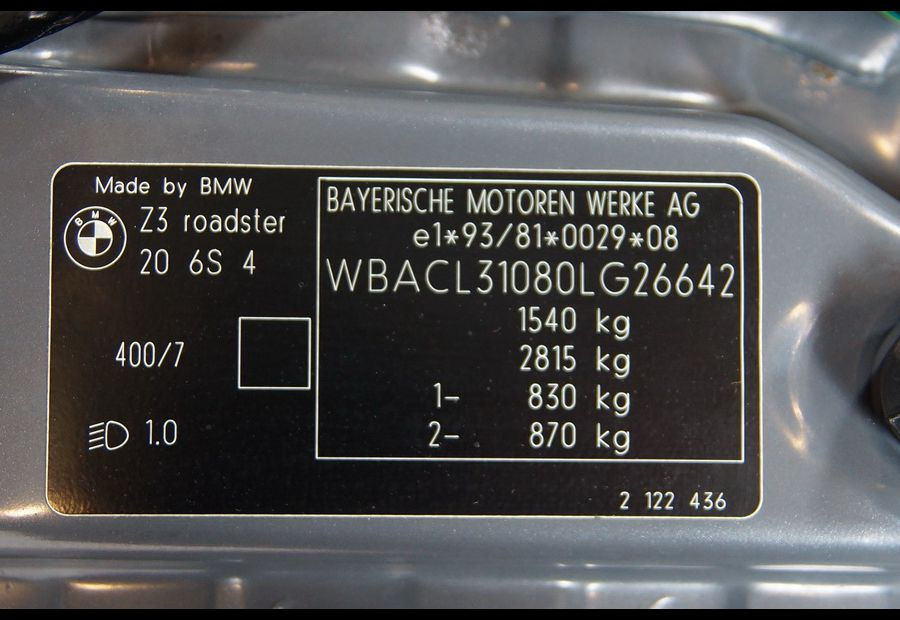 Made by BMW
BMW
Z3 roadster
20 6S 4
400/7
1.0
BAYERISCHE MOTOREN WERKE AG
e1*93/81*0029*08
WBACL31080LG26642
1540 kg
2815 kg
1- 830 kg
2- 870 kg
2 122 436